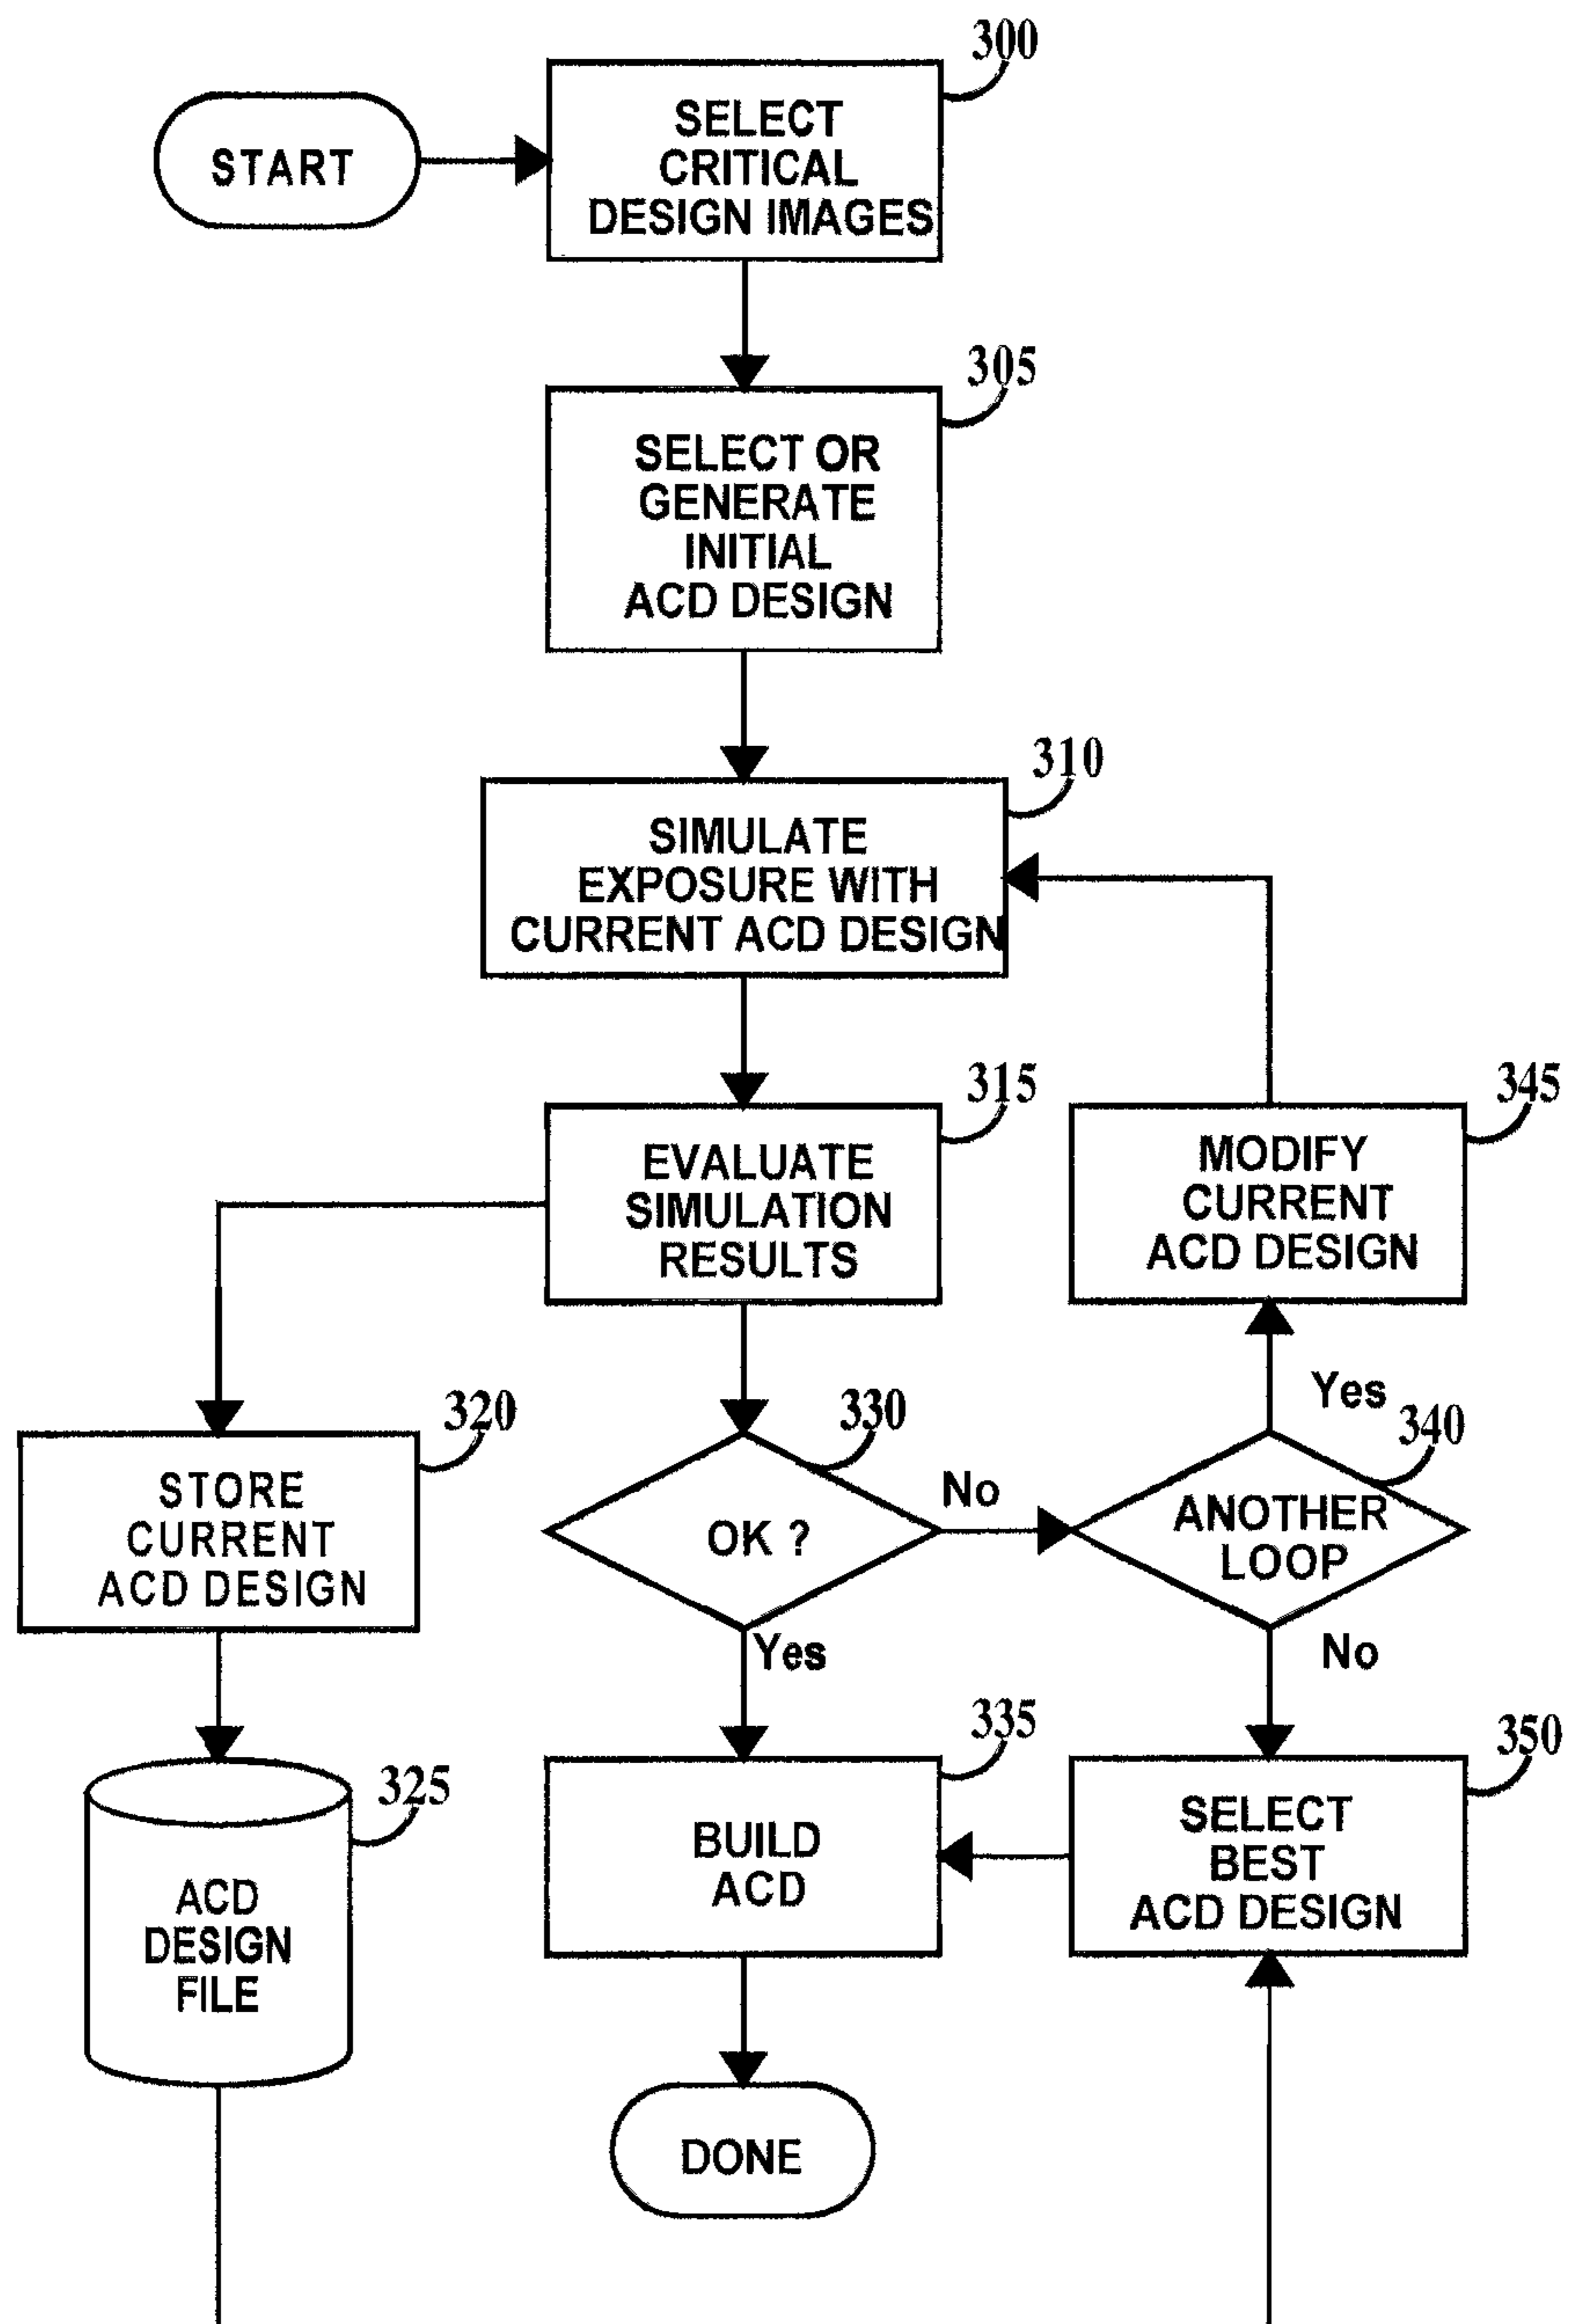 300
START
SELECT
CRITICAL
DESIGN IMAGES
305
SELECT OR
GENERATE
INITIAL
ACD DESIGN
310
SIMULATE
EXPOSURE WITH
CURRENT ACD DESIGN
315
EVALUATE
SIMULATION
RESULTS
345
MODIFY
CURRENT
ACD DESIGN
320
STORE
CURRENT
ACD DESIGN
330
OK ?
No
Yes
340
ANOTHER
LOOP
Yes
No
325
ACD
DESIGN
FILE
335
BUILD
ACD
350
SELECT
BEST
ACD DESIGN
DONE